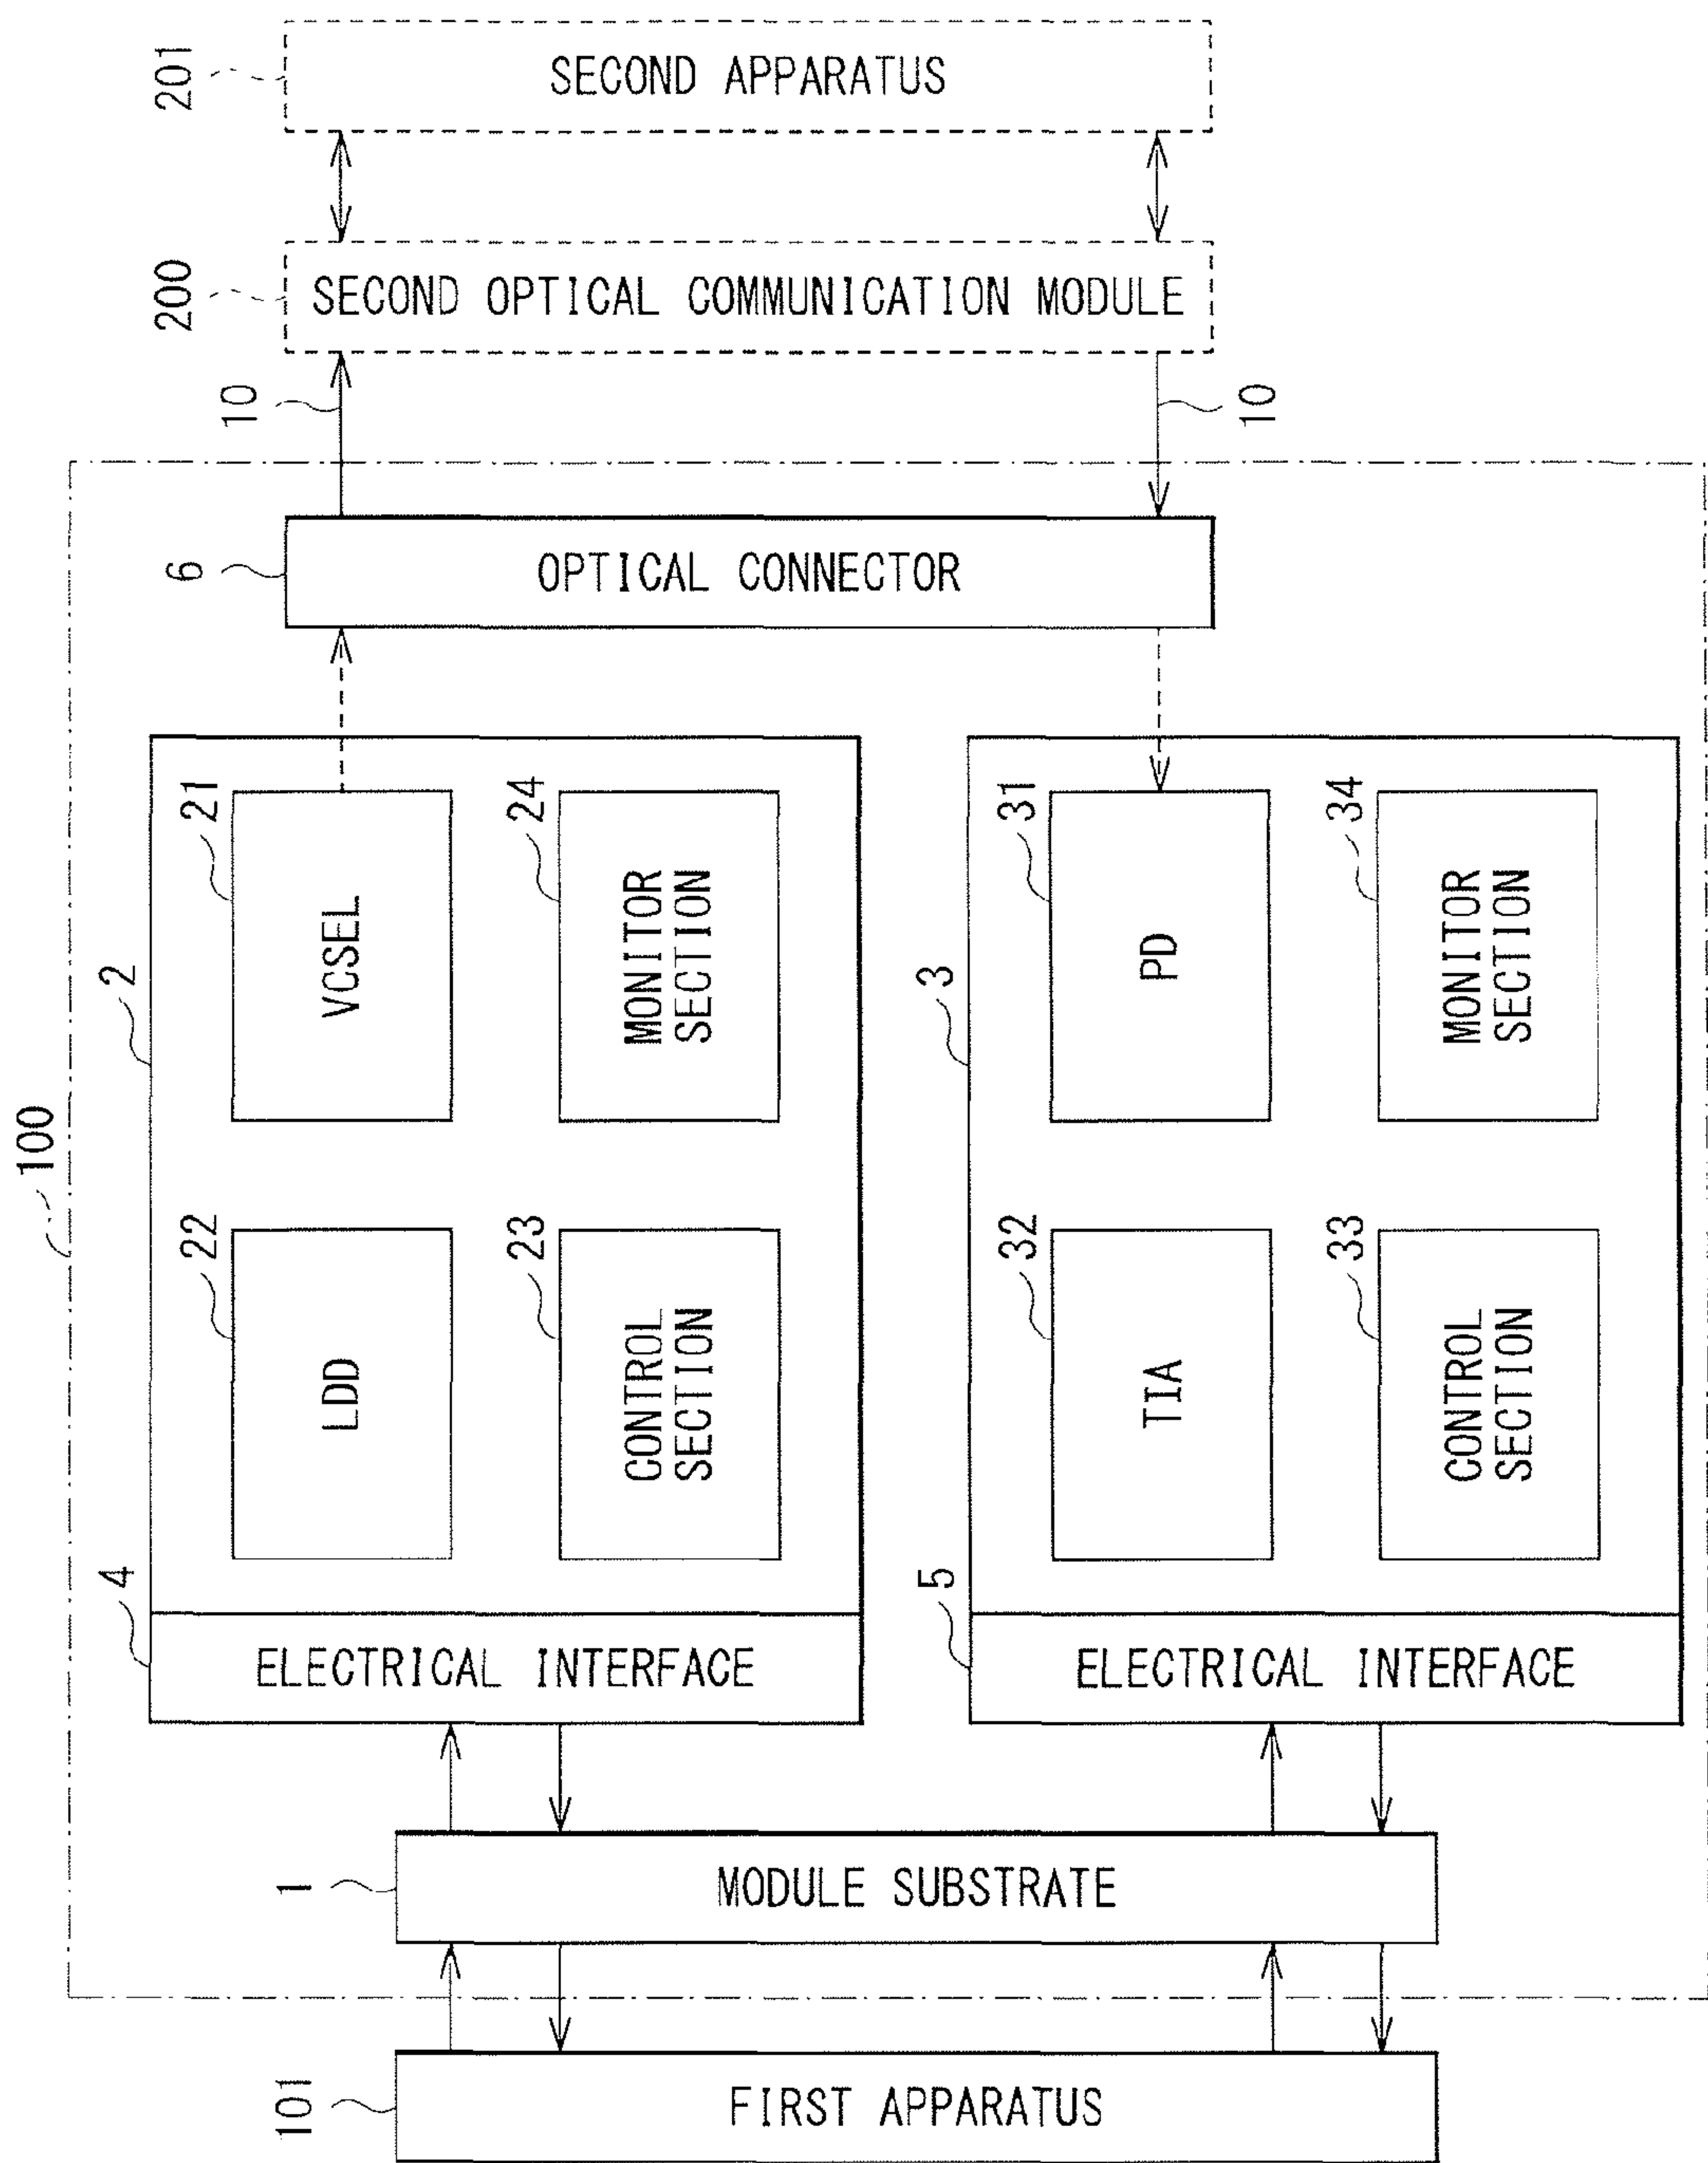 201
SECOND APPARATUS
200
SECOND OPTICAL COMMUNICATION MODULE
10
10
6
OPTICAL CONNECTOR
100
2
21
VCSEL
24
MONITOR
SECTION
22
LDD
23
CONTROL
SECTION
4
ELECTRICAL INTERFACE
3
31
PD
34
MONITOR
SECTION
32
TIA
33
CONTROL
SECTION
5
ELECTRICAL INTERFACE
1
MODULE SUBSTRATE
101
FIRST APPARATUS